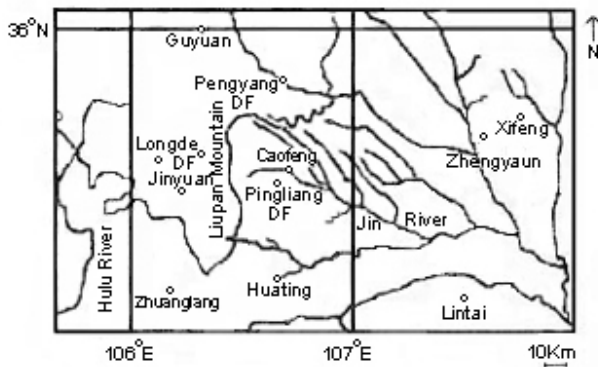 36°N
Guyuan
N
Pengyang
DF
Xifeng
Longde
DF
Jinyuan
Liupan Mountain
Caofeng
Zhengyaun
Pingliang
DF
Jin River
Hulu River
Zhuanglang
Huating
Lintai
106°E
107°E
10Km